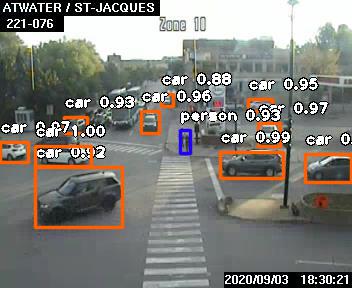 ATWATER / ST-JACQUES
221-076
Zone 10
car 0.88
car 0.95
car 0.93
car 0.96
car 0.97
person 0.93
car 0.97
car 1.00
car 0.99
car 0.
car 0.92
2020/09/03 18:30:21